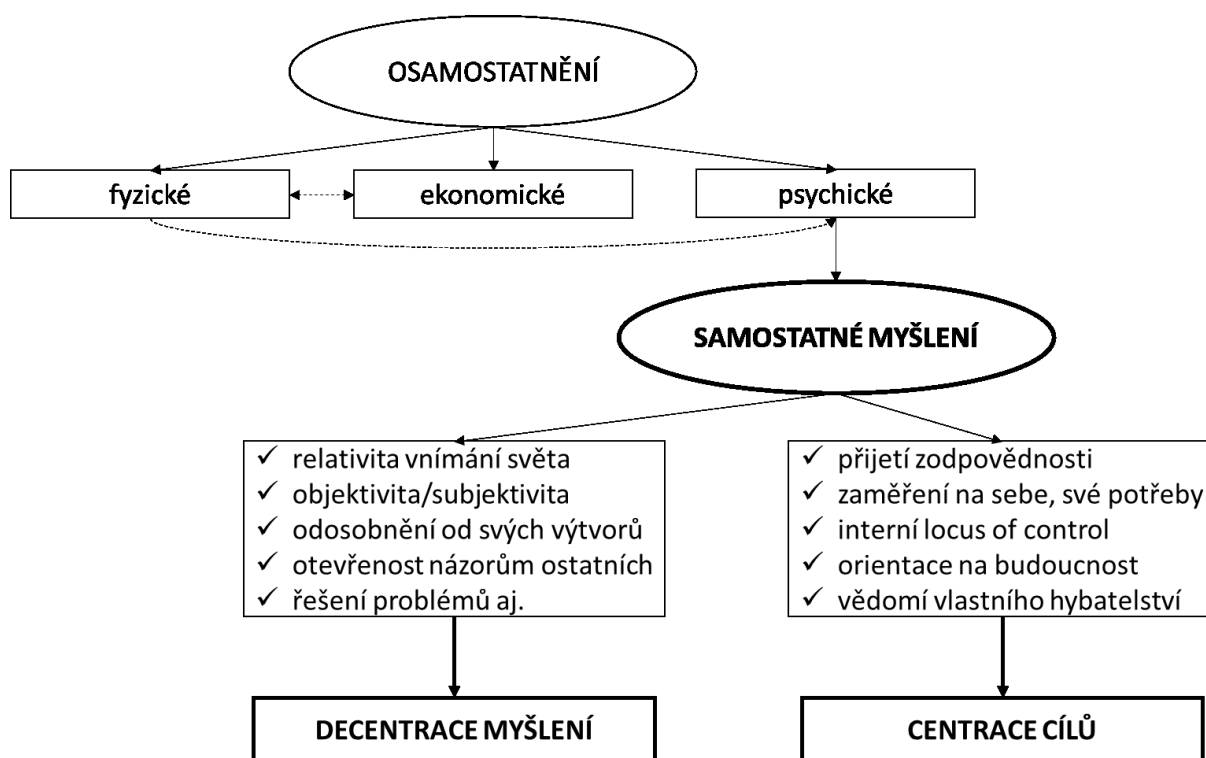 OSAMOSTATNĚNÍ
fyzické
ekonomické
psychické
SAMOSTATNÉ MYŠLENÍ
✓ relativita vnímání světa
✓ objektivita/subjektivita
✓ odosobnění od svých výtvorů
✓ otevřenost názorům ostatních
✓ řešení problémů aj.
✓ přijetí zodpovědnosti
✓ zaměření na sebe, své potřeby
✓ interní locus of control
✓ orientace na budoucnost
✓ vědomí vlastního hybatelství
DECENTRACE MYŠLENÍ
CENTRACE CÍLŮ